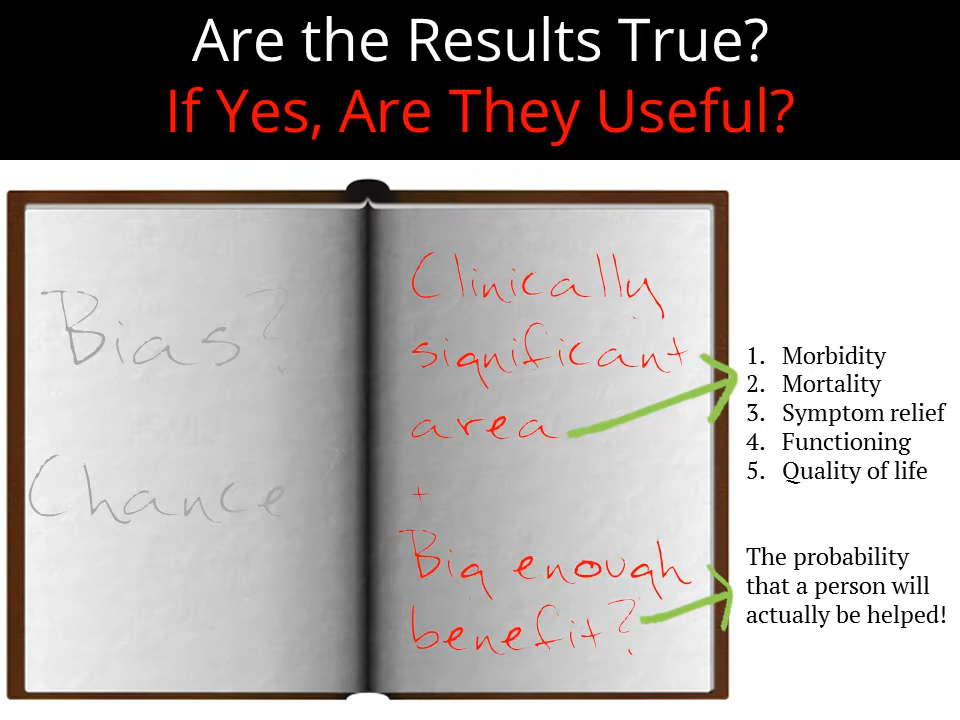 Are the Results True?
If Yes, Are They Useful?
Bias?
Chance
Clinically
significant
area
+
Big enough
benefit?
1. Morbidity
2. Mortality
3. Symptom relief
4. Functioning
5. Quality of life
The probability
that a person will
actually be helped!